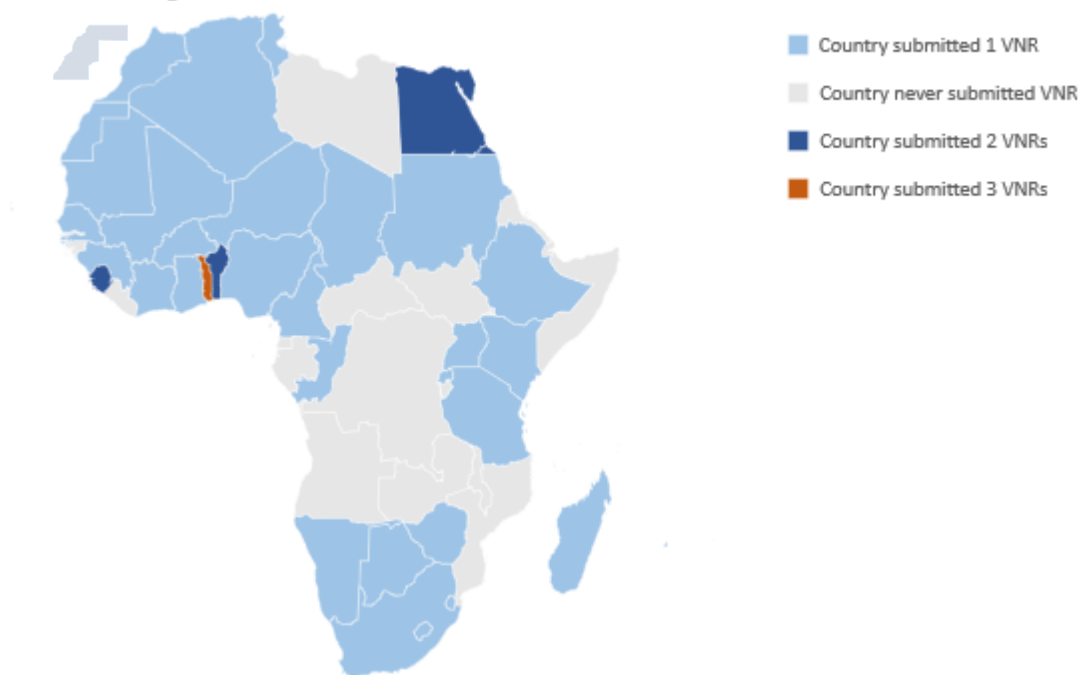 Country submitted 1 VNR
Country never submitted VNR
Country submitted 2 VNRs
Country submitted 3 VNRs